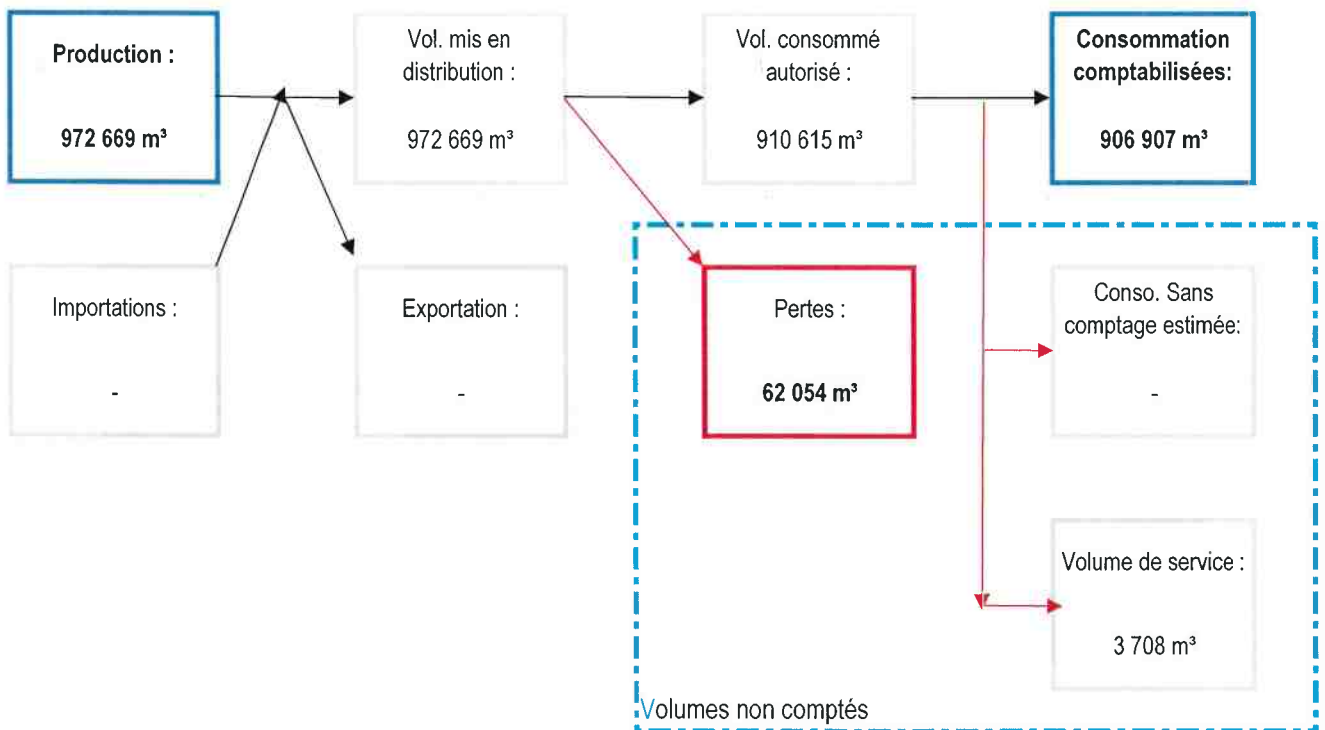 Production :
972 669 m³
Vol. mis en
distribution :
972 669 m³
Vol. consommé
autorisé :
910 615 m³
Consommation
comptabilisées:
906 907 m³
Importations :
-
Exportation :
-
Pertes :
62 054 m³
Conso. Sans
comptage estimée:
-
Volume de service :
3 708 m³
Volumes non comptés